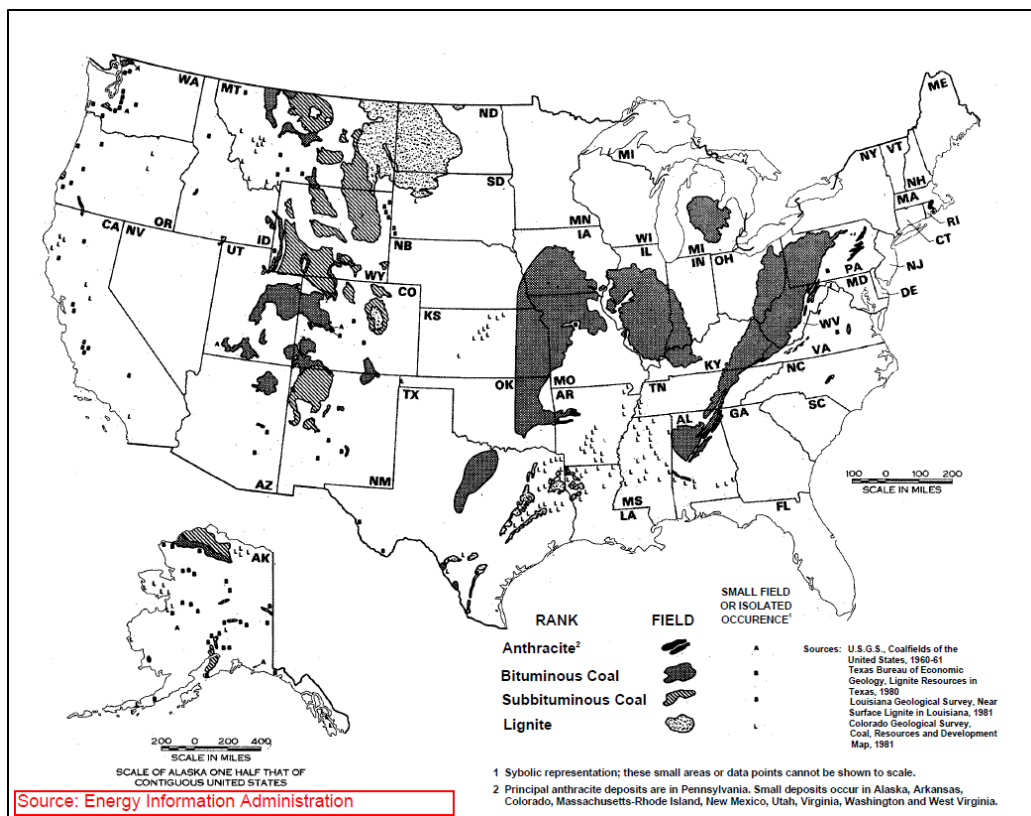 WA
MT
ND
ME
VT
NY
NH
MA
RI
CT
MI
SD
MN
WI
OR
ID
CA
NV
UT
WY
NB
IA
IL
MI
IN
OH
PA
NJ
MD
DE
CO
KS
WV
VA
KY
NC
TN
MO
AR
OK
TX
SC
GA
AL
MS
LA
FL
AZ
NM
AK
100 0 100 200
SCALE IN MILES
RANK
FIELD
SMALL FIELD
OR ISOLATED
OCCURENCE¹
Anthracite²
A
Bituminous Coal
B
Subbituminous Coal
B
Lignite
L
Sources: U.S.G.S., Coalfields of the
United States, 1960-61
Texas Bureau of Economic
Geology, Lignite Resources in
Texas, 1980
Louisiana Geological Survey, Near
Surface Lignite in Louisiana, 1981
Colorado Geological Survey,
Coal, Resources and Development
Map, 1981
200 0 200 400
SCALE IN MILES
SCALE OF ALASKA ONE HALF THAT OF
CONTIGUOUS UNITED STATES
1 Sybolic representation; these small areas or data points cannot be shown to scale.
2 Principal anthracite deposits are in Pennsylvania. Small deposits occur in Alaska, Arkansas,
Colorado, Massachusetts-Rhode Island, New Mexico, Utah, Virginia, Washington and West Virginia.
Source: Energy Information Administration